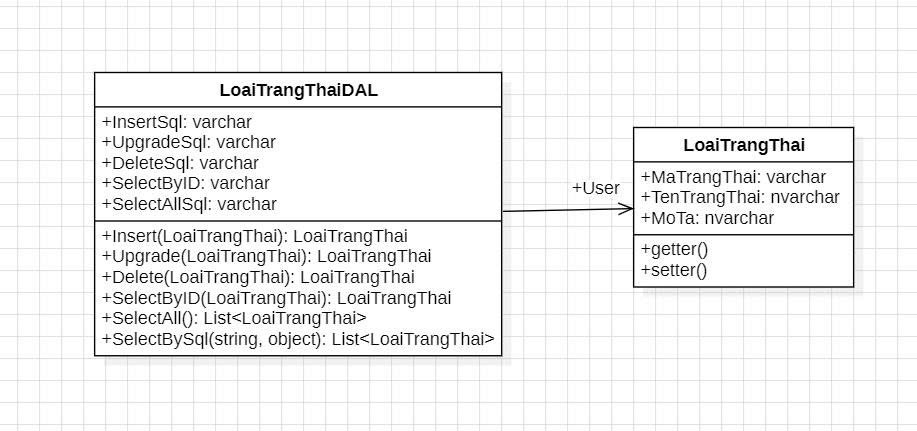 LoaiTrangThaiDAL
+InsertSql: varchar
+UpgradeSql: varchar
+DeleteSql: varchar
+SelectByID: varchar
+SelectAllSql: varchar
+Insert(LoaiTrangThai): LoaiTrangThai
+Upgrade(LoaiTrangThai): LoaiTrangThai
+Delete(LoaiTrangThai): LoaiTrangThai
+SelectByID(LoaiTrangThai): LoaiTrangThai
+SelectAll(): List<LoaiTrangThai>
+SelectBySql(string, object): List<LoaiTrangThai>
+User
LoaiTrangThai
+MaTrangThai: varchar
+TenTrangThai: nvarchar
+MoTa: nvarchar
+getter()
+setter()